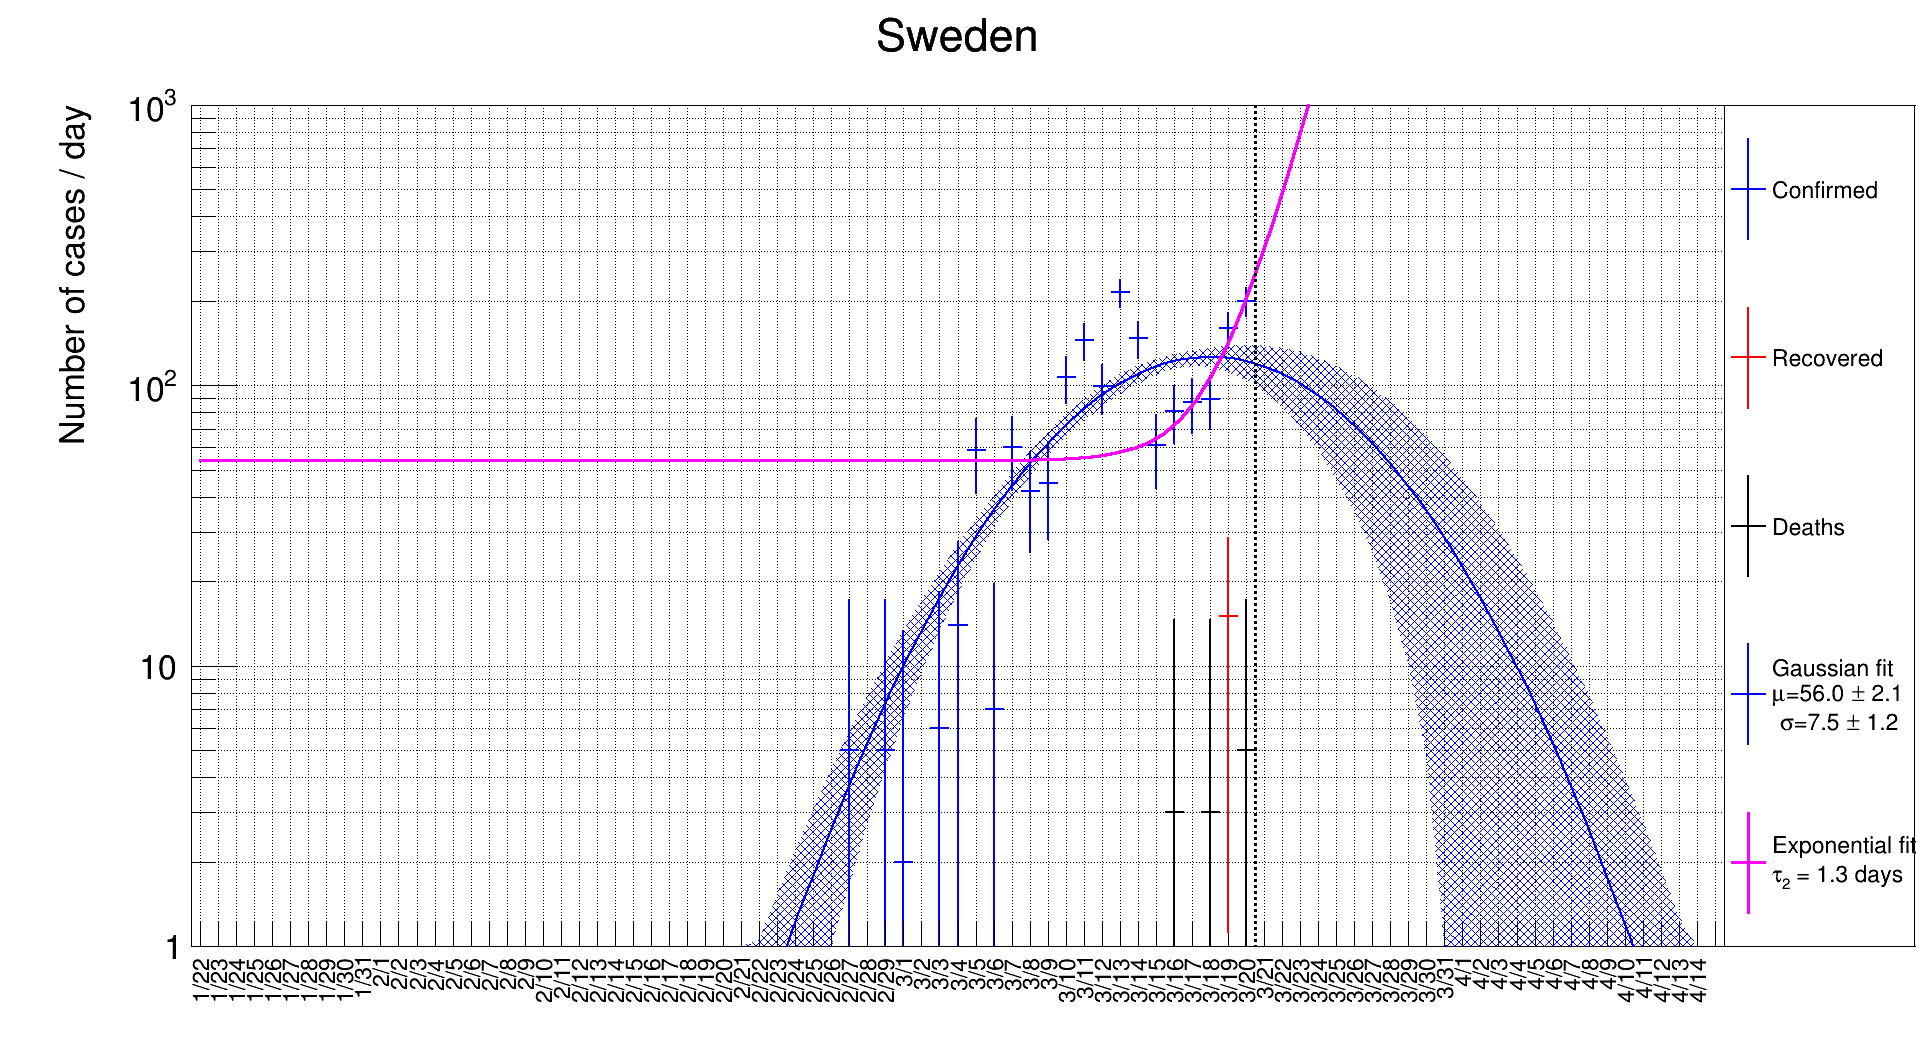 Sweden
Number of cases / day
10³
10²
10
1
1/22 1/23 1/24 1/25 1/26 1/27 1/28 1/29 1/30 1/31 2/1 2/2 2/3 2/4 2/5 2/6 2/7 2/8 2/9 2/10 2/11 2/12 2/13 2/14 2/15 2/16 2/17 2/18 2/19 2/20 2/21 2/22 2/23 2/24 2/25 2/26 2/27 2/28 2/29 3/1 3/2 3/3 3/4 3/5 3/6 3/7 3/8 3/9 3/10 3/11 3/12 3/13 3/14 3/15 3/16 3/17 3/18 3/19 3/20 3/21 3/22 3/23 3/24 3/25 3/26 3/27 3/28 3/29 3/30 3/31 4/1 4/2 4/3 4/4 4/5 4/6 4/7 4/8 4/9 4/10 4/11 4/12 4/13 4/14
Confirmed
Recovered
Deaths
Gaussian fit
μ=56.0 ± 2.1
σ=7.5 ± 1.2
Exponential fit
τ₂ = 1.3 days